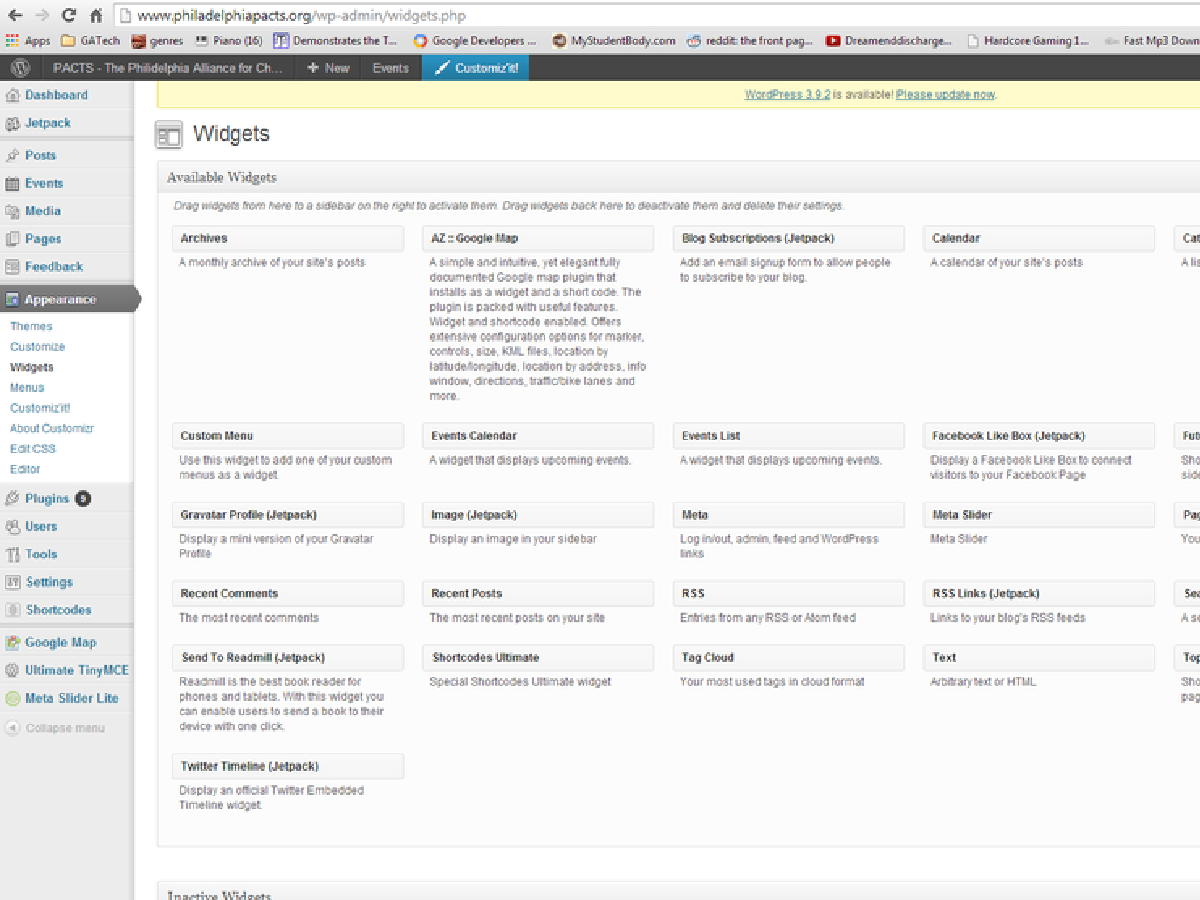 www.philadelphiapacts.org/wp-admin/widgets.php
Apps GATech genres Piano (16) Demonstrates the T... Google Developers ... MyStudentBody.com reddit: the front pag... Dreamenddischarge... Hardcore Gaming 1... Fast Mp3 Down
PACTS - The Philidelphia Alliance for Ch... + New Events Customiz'it!
WordPress 3.9.2 is available! Please update now.
Dashboard
Jetpack
Posts
Events
Media
Pages
Feedback
Appearance
Themes
Customize
Widgets
Menus
Customiz'it!
About Customizr
Edit CSS
Editor
Plugins 9
Users
Tools
Settings
Shortcodes
Google Map
Ultimate TinyMCE
Meta Slider Lite
Collapse menu
Widgets
Available Widgets
Drag widgets from here to a sidebar on the right to activate them. Drag widgets back here to deactivate them and delete their settings.
Archives
A monthly archive of your site's posts
AZ :: Google Map
A simple and intuitive, yet elegant fully
documented Google map plugin that
installs as a widget and a short code. The
plugin is packed with useful features.
Widget and shortcode enabled. Offers
extensive configuration options for marker,
controls, size, KML files, location by
latitude/longitude, location by address, info
window, directions, traffic/bike lanes and
more.
Blog Subscriptions (Jetpack)
Add an email signup form to allow people
to subscribe to your blog.
Calendar
A calendar of your site's posts
Cat
A lis
Custom Menu
Use this widget to add one of your custom
menus as a widget.
Events Calendar
A widget that displays upcoming events.
Events List
A widget that displays upcoming events.
Facebook Like Box (Jetpack)
Display a Facebook Like Box to connect
visitors to your Facebook Page
Fut
Sho
side
Gravatar Profile (Jetpack)
Display a mini version of your Gravatar
Profile
Image (Jetpack)
Display an image in your sidebar
Meta
Log in/out, admin, feed and WordPress
links
Meta Slider
Meta Slider
Pag
You
Recent Comments
The most recent comments
Recent Posts
The most recent posts on your site
RSS
Entries from any RSS or Atom feed
RSS Links (Jetpack)
Links to your blog's RSS feeds
Sea
A se
Send To Readmill (Jetpack)
Readmill is the best book reader for
phones and tablets. With this widget you
can enable users to send a book to their
device with one click.
Shortcodes Ultimate
Special Shortcodes Ultimate widget
Tag Cloud
Your most used tags in cloud format
Text
Arbitrary text or HTML
Top
Sho
pag
Twitter Timeline (Jetpack)
Display an official Twitter Embedded
Timeline widget.
Inactive Widgets